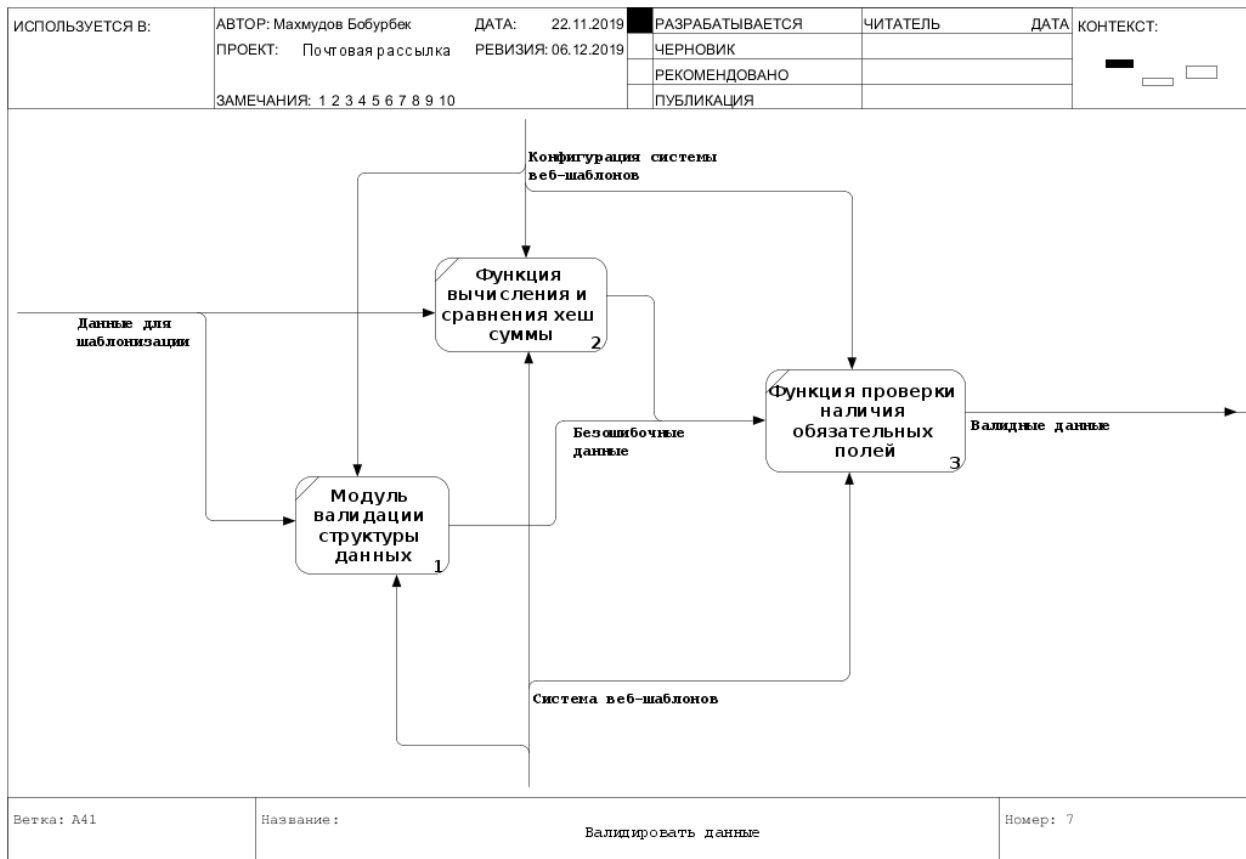 ИСПОЛЬЗУЕТСЯ В:
АВТОР: Махмудов Бобурбек
ДАТА: 22.11.2019
ПРОЕКТ: Почтовая рассылка
РЕВИЗИЯ: 06.12.2019
ЗАМЕЧАНИЯ: 1 2 3 4 5 6 7 8 9 10
РАЗРАБАТЫВАЕТСЯ
ЧЕРНОВИК
РЕКОМЕНДОВАНО
ПУБЛИКАЦИЯ
ЧИТАТЕЛЬ
ДАТА
КОНТЕКСТ:
Конфигурация системы
веб-шаблонов
Функция
вычисления и
сравнения хеш
суммы
2
Данные для
шаблонизации
Функция проверки
наличия
обязательных
полей
3
Безошибочные
данные
Валидные данные
Модуль
валидации
структуры
данных
1
Система веб-шаблонов
Ветка: A41
Название:
Валидировать данные
Номер: 7